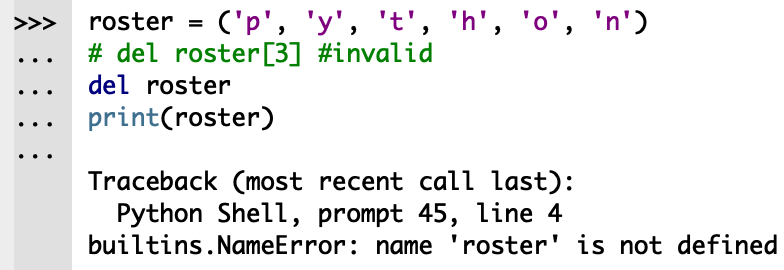 >>> roster = ('p', 'y', 't', 'h', 'o', 'n')
... # del roster[3] #invalid
... del roster
... print(roster)
...
Traceback (most recent call last):
  Python Shell, prompt 45, line 4
builtins.NameError: name 'roster' is not defined